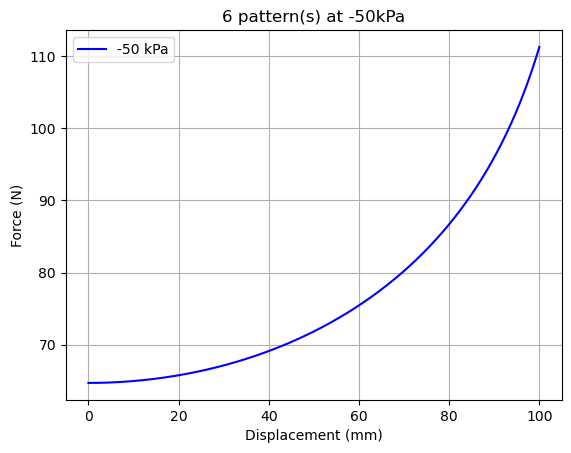 6 pattern(s) at -50kPa
-50 kPa
110
100
90
80
70
Force (N)
0 20 40 60 80 100
Displacement (mm)